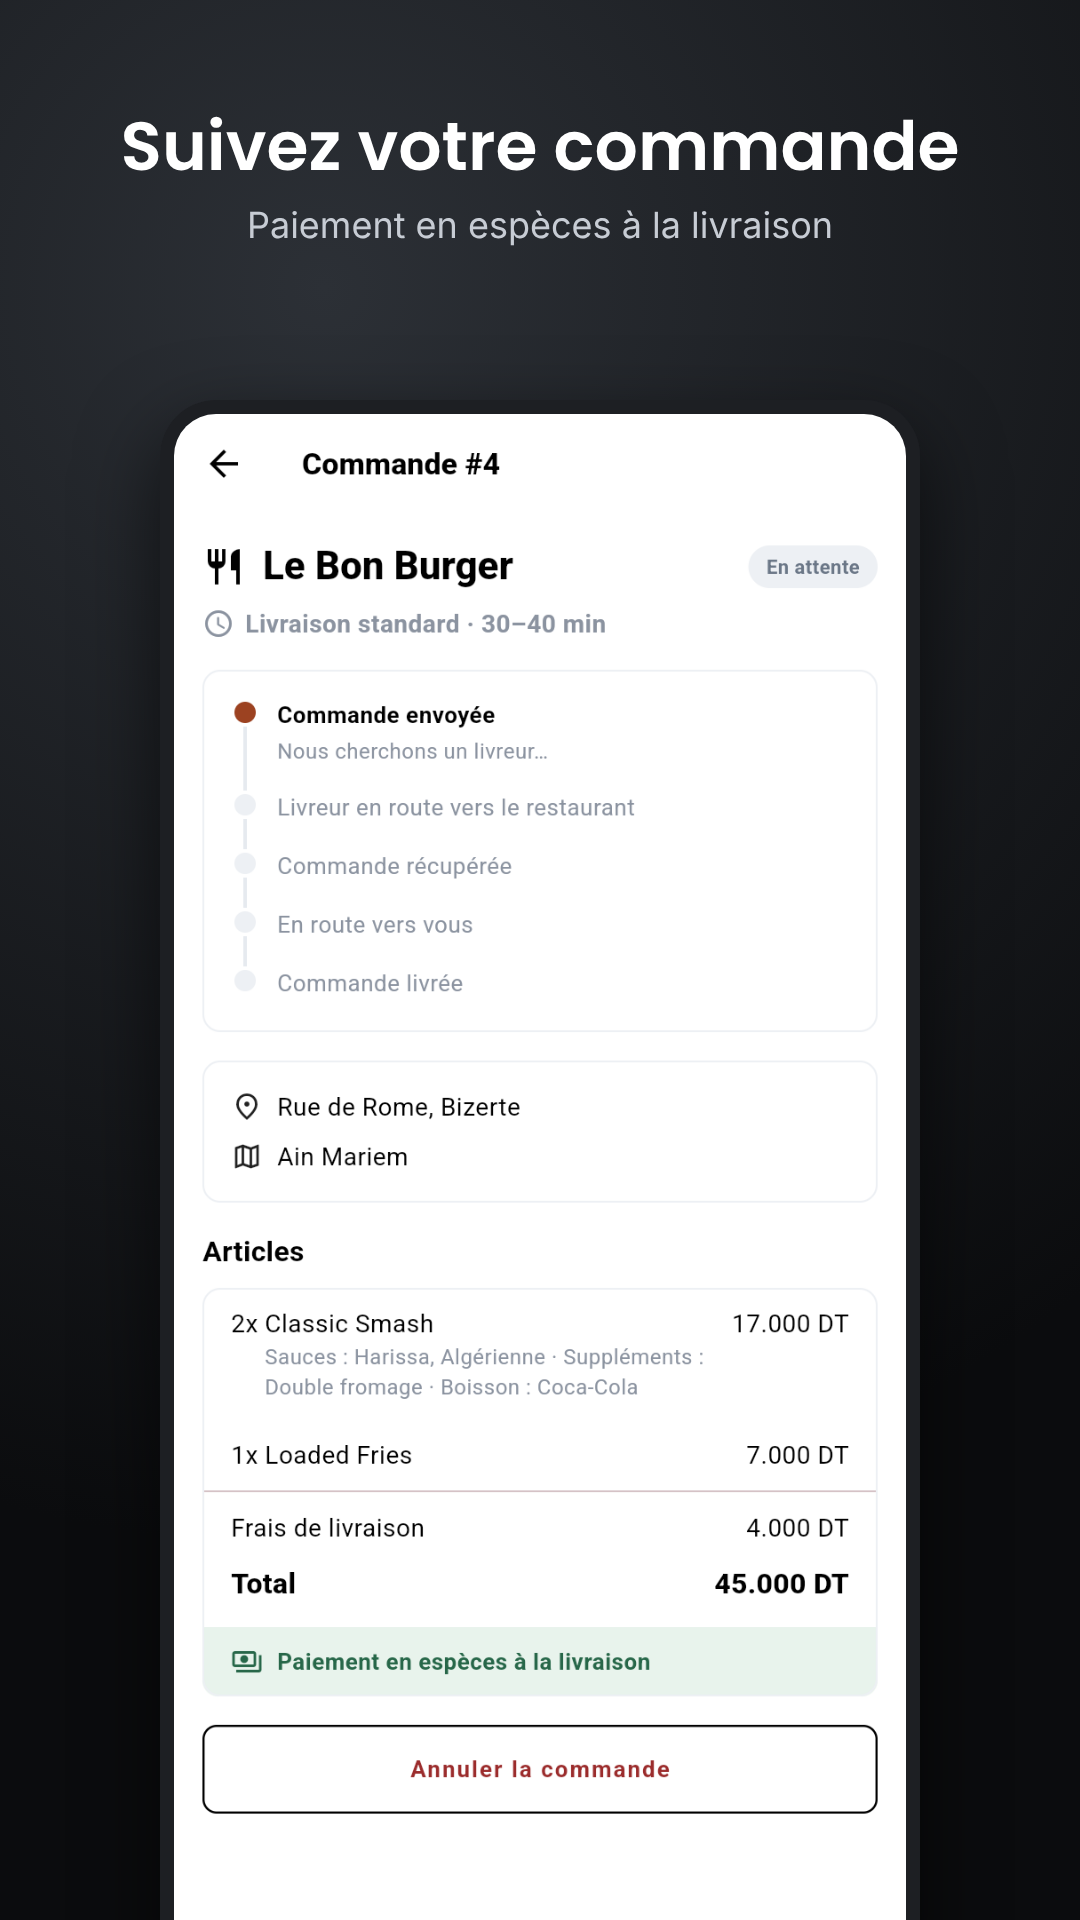 Suivez votre commande
Paiement en espèces à la livraison
Commande #4
Le Bon Burger
En attente
Livraison standard · 30–40 min
Commande envoyée
Nous cherchons un livreur…
Livreur en route vers le restaurant
Commande récupérée
En route vers vous
Commande livrée
Rue de Rome, Bizerte
Ain Mariem
Articles
2x Classic Smash 17.000 DT
Sauces : Harissa, Algérienne · Suppléments :
Double fromage · Boisson : Coca-Cola
1x Loaded Fries 7.000 DT
Frais de livraison 4.000 DT
Total 45.000 DT
Paiement en espèces à la livraison
Annuler la commande